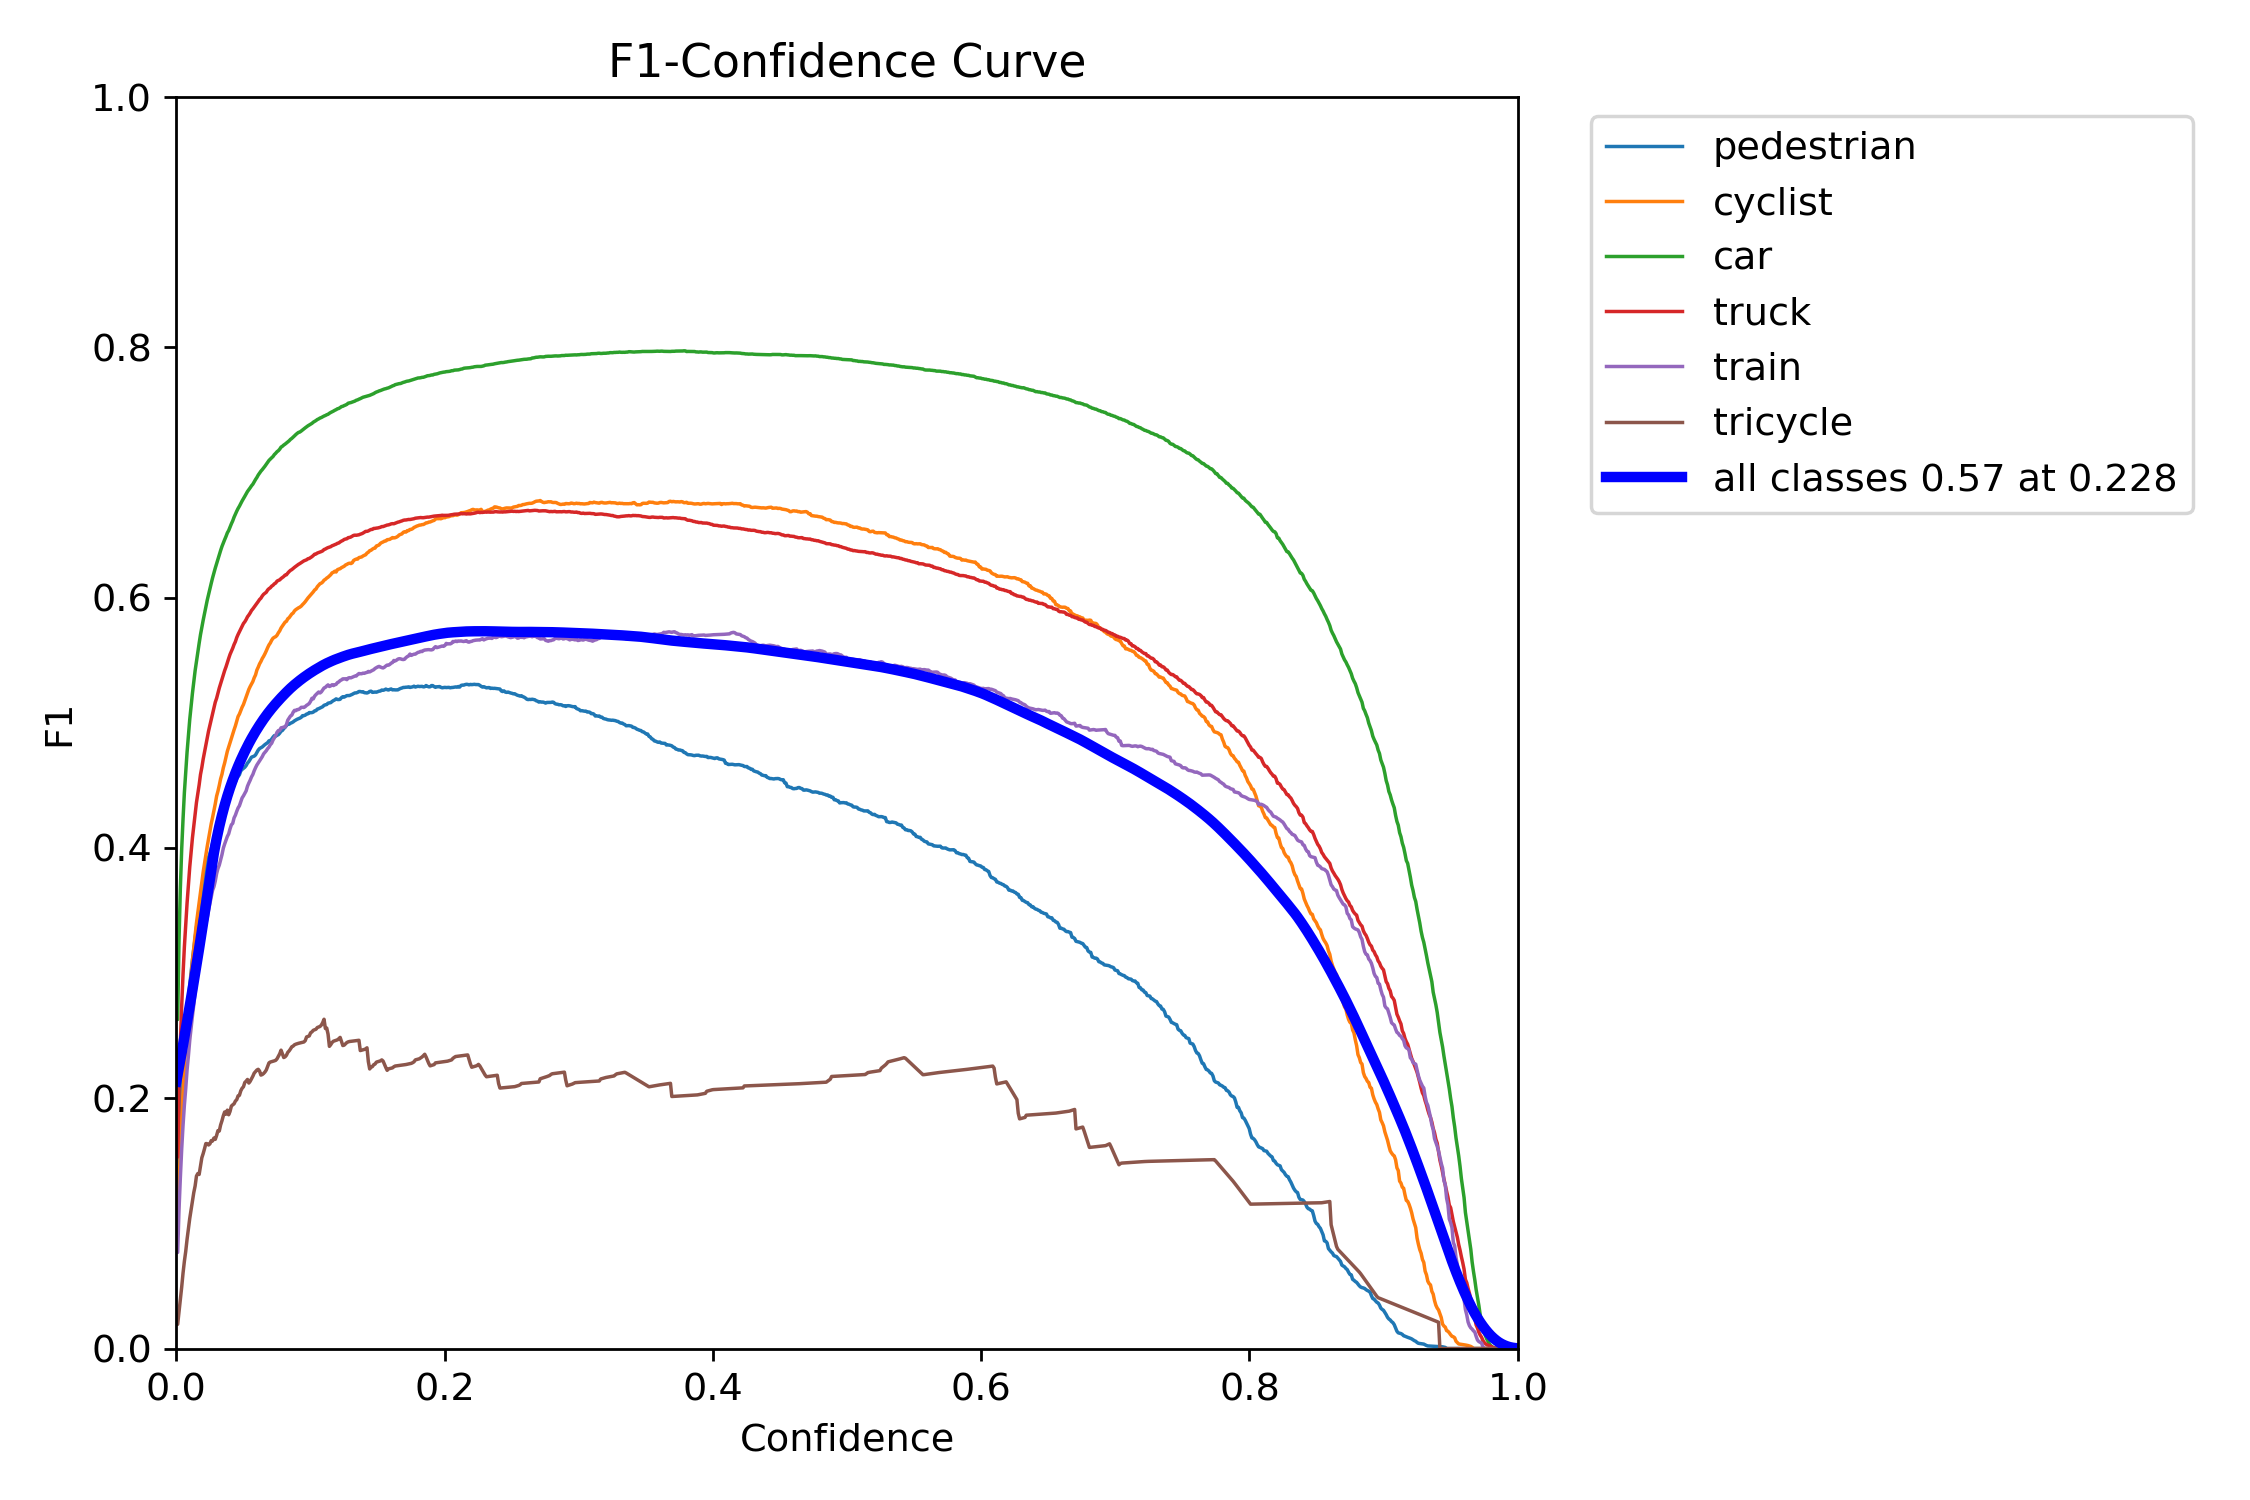 F1-Confidence Curve
1.0
0.8
0.6
0.4
0.2
0.0
F1
0.0 0.2 0.4 0.6 0.8 1.0
Confidence
pedestrian
cyclist
car
truck
train
tricycle
all classes 0.57 at 0.228